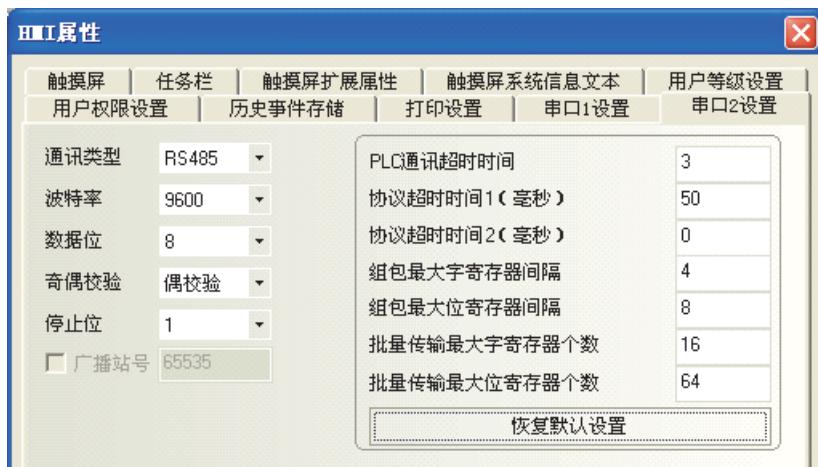 HMI属性
触摸屏 任务栏 触摸屏扩展属性 触摸屏系统信息文本 用户等级设置
用户权限设置 历史事件存储 打印设置 串口1设置 串口2设置
通讯类型 RS485
波特率 9600
数据位 8
奇偶校验 偶校验
停止位 1
广播站号 65535
PLC通讯超时时间 3
协议超时时间1(毫秒) 50
协议超时时间2(毫秒) 0
组包最大字寄存器间隔 4
组包最大位寄存器间隔 8
批量传输最大字寄存器个数 16
批量传输最大位寄存器个数 64
恢复默认设置